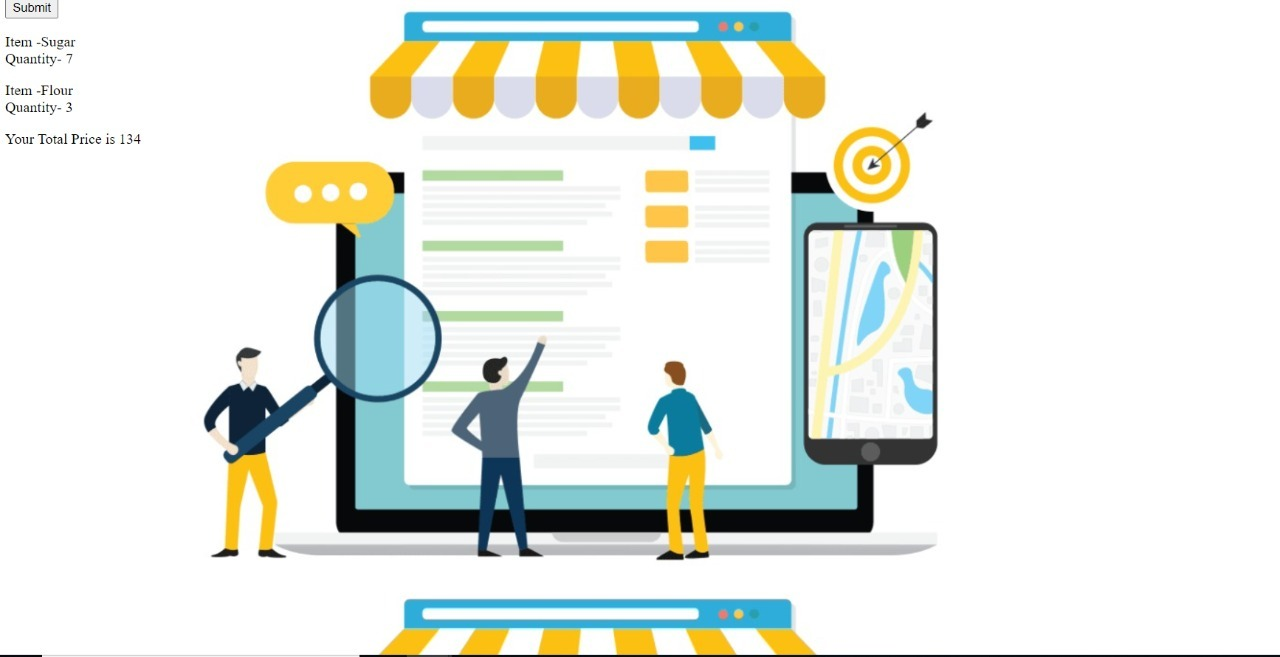 Submit
Item -Sugar
Quantity- 7
Item -Flour
Quantity- 3
Your Total Price is 134